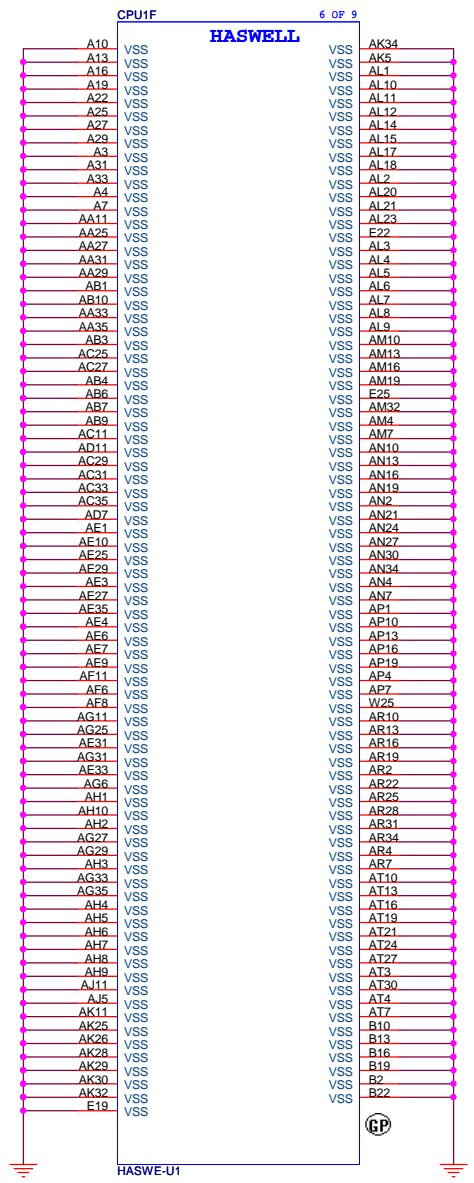 CPU1F 6 OF 9
HASWELL
A10 VSS VSS AK34
A13 VSS VSS AK5
A16 VSS VSS AL1
A19 VSS VSS AL10
A22 VSS VSS AL11
A25 VSS VSS AL12
A27 VSS VSS AL14
A29 VSS VSS AL15
A3 VSS VSS AL17
A31 VSS VSS AL18
A33 VSS VSS AL2
A4 VSS VSS AL20
A7 VSS VSS AL21
AA11 VSS VSS AL23
AA25 VSS VSS E22
AA27 VSS VSS AL3
AA31 VSS VSS AL4
AA29 VSS VSS AL5
AB1 VSS VSS AL6
AB10 VSS VSS AL7
AA33 VSS VSS AL8
AA35 VSS VSS AL9
AB3 VSS VSS AM10
AC25 VSS VSS AM13
AC27 VSS VSS AM16
AB4 VSS VSS AM19
AB6 VSS VSS E25
AB7 VSS VSS AM32
AB9 VSS VSS AM4
AC11 VSS VSS AM7
AD11 VSS VSS AN10
AC29 VSS VSS AN13
AC31 VSS VSS AN16
AC33 VSS VSS AN19
AC35 VSS VSS AN2
AD7 VSS VSS AN21
AE1 VSS VSS AN24
AE10 VSS VSS AN27
AE25 VSS VSS AN30
AE29 VSS VSS AN34
AE3 VSS VSS AN4
AE27 VSS VSS AN7
AE35 VSS VSS AP1
AE4 VSS VSS AP10
AE6 VSS VSS AP13
AE7 VSS VSS AP16
AE9 VSS VSS AP19
AF11 VSS VSS AP4
AF6 VSS VSS AP7
AF8 VSS VSS W25
AG11 VSS VSS AR10
AG25 VSS VSS AR13
AE31 VSS VSS AR16
AG31 VSS VSS AR19
AE33 VSS VSS AR2
AG6 VSS VSS AR22
AH1 VSS VSS AR25
AH10 VSS VSS AR28
AH2 VSS VSS AR31
AG27 VSS VSS AR34
AG29 VSS VSS AR4
AH3 VSS VSS AR7
AG33 VSS VSS AT10
AG35 VSS VSS AT13
AH4 VSS VSS AT16
AH5 VSS VSS AT19
AH6 VSS VSS AT21
AH7 VSS VSS AT24
AH8 VSS VSS AT27
AH9 VSS VSS AT3
AJ11 VSS VSS AT30
AJ5 VSS VSS AT4
AK11 VSS VSS AT7
AK25 VSS VSS B10
AK26 VSS VSS B13
AK28 VSS VSS B16
AK29 VSS VSS B19
AK30 VSS VSS B2
AK32 VSS VSS B22
E19 VSS
GP
HASWE-U1